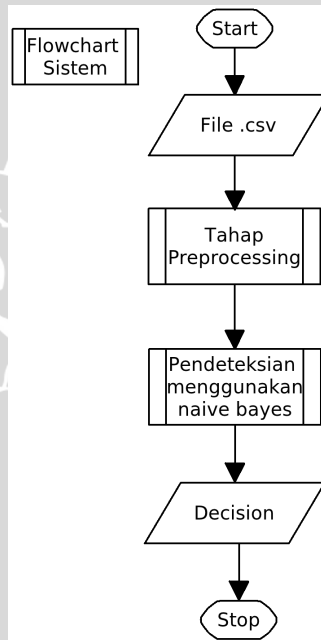 Flowchart
Sistem
Start
File .csv
Tahap
Preprocessing
Pendeteksian
menggunakan
naive bayes
Decision
Stop